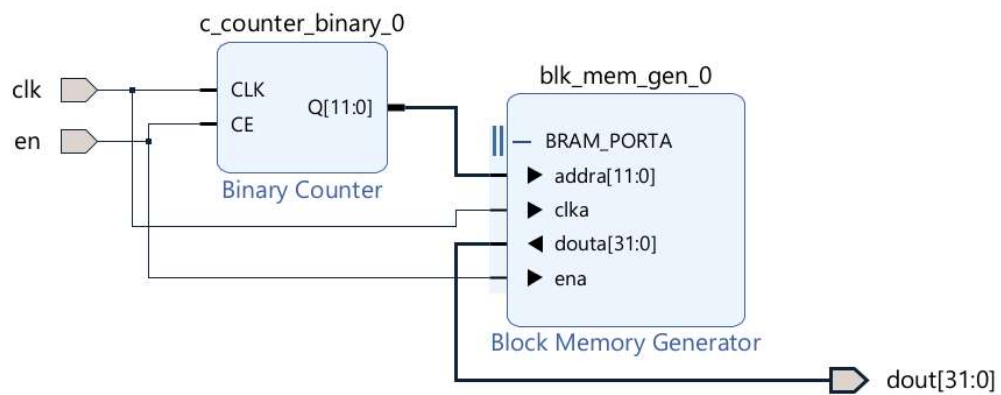 c_counter_binary_0
clk
CLK
Q[11:0]
en
CE
Binary Counter
blk_mem_gen_0
BRAM_PORTA
addra[11:0]
clka
douta[31:0]
ena
Block Memory Generator
dout[31:0]